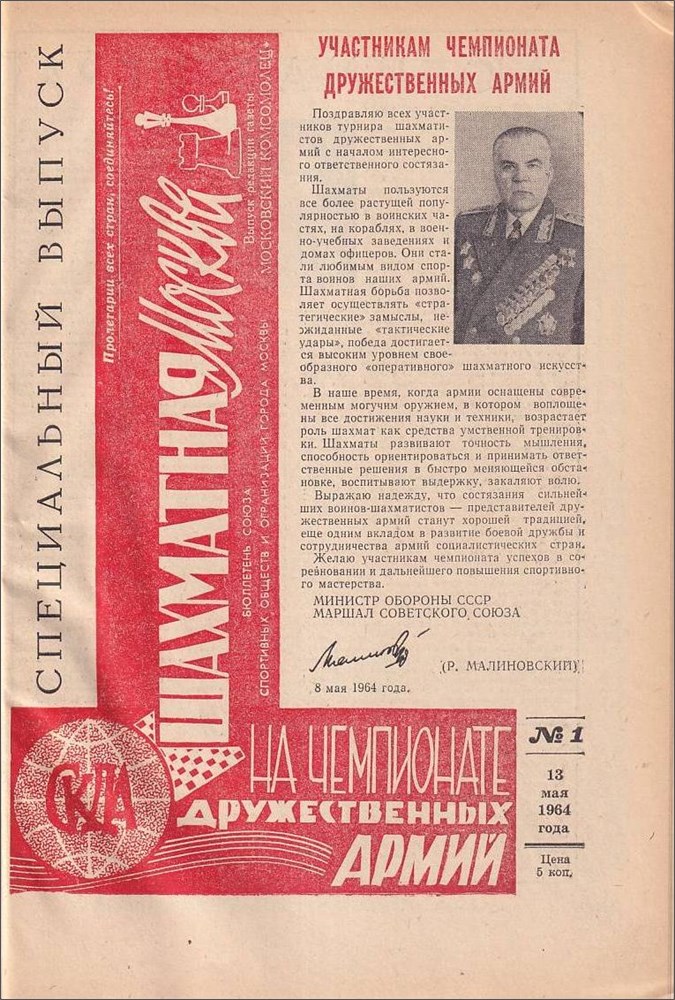 СПЕЦИАЛЬНЫЙ ВЫПУСК
Пролетарии всех стран, соединяйтесь!
ШАХМАТНАЯ
Москва
Выпуск редакции газеты
«МОСКОВСКИЙ КОМСОМОЛЕЦ»
БЮЛЛЕТЕНЬ СОЮЗА
СПОРТИВНЫХ ОБЩЕСТВ И ОРГАНИЗАЦИЙ ГОРОДА МОСКВЫ
УЧАСТНИКАМ ЧЕМПИОНАТА
ДРУЖЕСТВЕННЫХ АРМИЙ
Поздравляю всех участ-
ников турнира шахмати-
стов дружественных ар-
мий с началом интересно-
го ответственного состяза-
ния.
Шахматы пользуются
все более растущей попу-
лярностью в воинских час-
тях, на кораблях, в воен-
но-учебных заведениях и
домах офицеров. Они ста-
ли любимым видом спор-
та воинов наших армий.
Шахматная борьба позво-
ляет осуществлять «стра-
тегические» замыслы, не-
ожиданные «тактические
удары», победа достигает-
ся высоким уровнем свое-
образного «оперативного» шахматного искусст-
ва.
В наше время, когда армии оснащены совре-
менным могучим оружием, в котором воплоще-
ны все достижения науки и техники, возрастает
роль шахмат как средства умственной трениров-
ки. Шахматы развивают точность мышления,
способность ориентироваться и принимать ответ-
ственные решения в быстро меняющейся обста-
новке, воспитывают выдержку, закаляют волю.
Выражаю надежду, что состязания сильней-
ших воинов-шахматистов — представителей дру-
жественных армий станут хорошей традицией,
еще одним вкладом в развитие боевой дружбы и
сотрудничества армий социалистических стран.
Желаю участникам чемпионата успехов в со-
ревновании и дальнейшего повышения спортивно-
го мастерства.
МИНИСТР ОБОРОНЫ СССР
МАРШАЛ СОВЕТСКОГО СОЮЗА
(Р. МАЛИНОВСКИЙ)
8 мая 1964 года.
СКДА
НА ЧЕМПИОНАТЕ
ДРУЖЕСТВЕННЫХ
АРМИЙ
№ 1
13
мая
1964
года
Цена
5 коп.